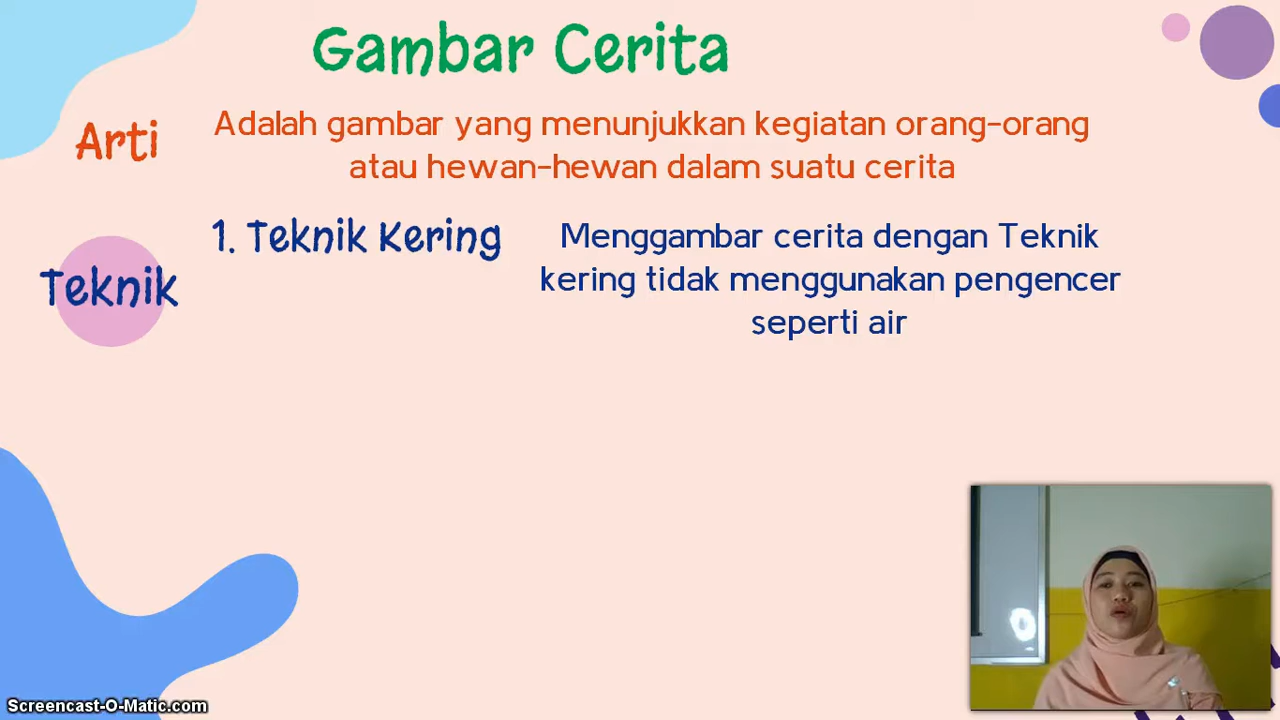 Gambar Cerita
Arti
Adalah gambar yang menunjukkan kegiatan orang-orang
atau hewan-hewan dalam suatu cerita
Teknik
1. Teknik Kering
Menggambar cerita dengan Teknik
kering tidak menggunakan pengencer
seperti air
Screencast-O-Matic.com